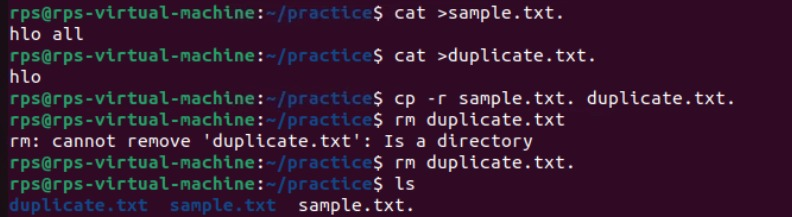 rps@rps-virtual-machine:~/practice$ cat >sample.txt.
hlo all
rps@rps-virtual-machine:~/practice$ cat >duplicate.txt.
hlo
rps@rps-virtual-machine:~/practice$ cp -r sample.txt. duplicate.txt.
rps@rps-virtual-machine:~/practice$ rm duplicate.txt
rm: cannot remove 'duplicate.txt': Is a directory
rps@rps-virtual-machine:~/practice$ rm duplicate.txt.
rps@rps-virtual-machine:~/practice$ ls
duplicate.txt  sample.txt  sample.txt.